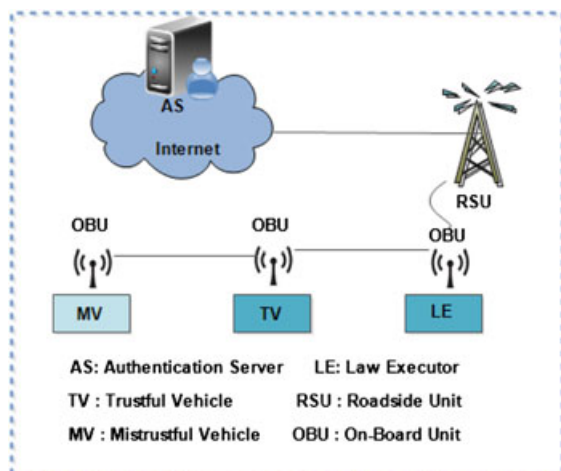 AS
Internet
RSU
OBU OBU OBU
MV TV LE
AS: Authentication Server LE: Law Executor
TV : Trustful Vehicle RSU : Roadside Unit
MV : Mistrustful Vehicle OBU : On-Board Unit